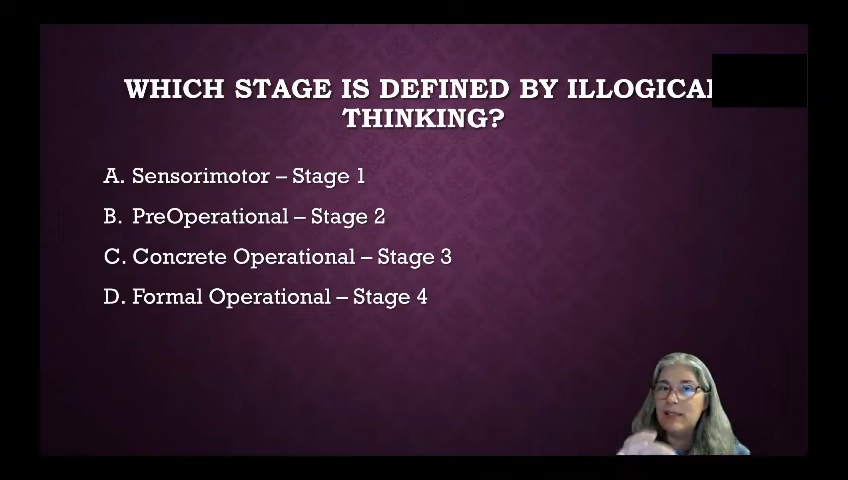 WHICH STAGE IS DEFINED BY ILLOGICAL
THINKING?
A. Sensorimotor – Stage 1
B. PreOperational – Stage 2
C. Concrete Operational – Stage 3
D. Formal Operational – Stage 4